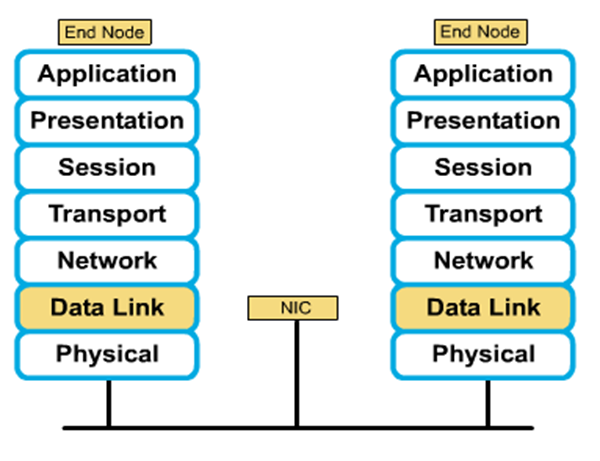 End Node
Application
Presentation
Session
Transport
Network
Data Link
Physical
NIC
End Node
Application
Presentation
Session
Transport
Network
Data Link
Physical